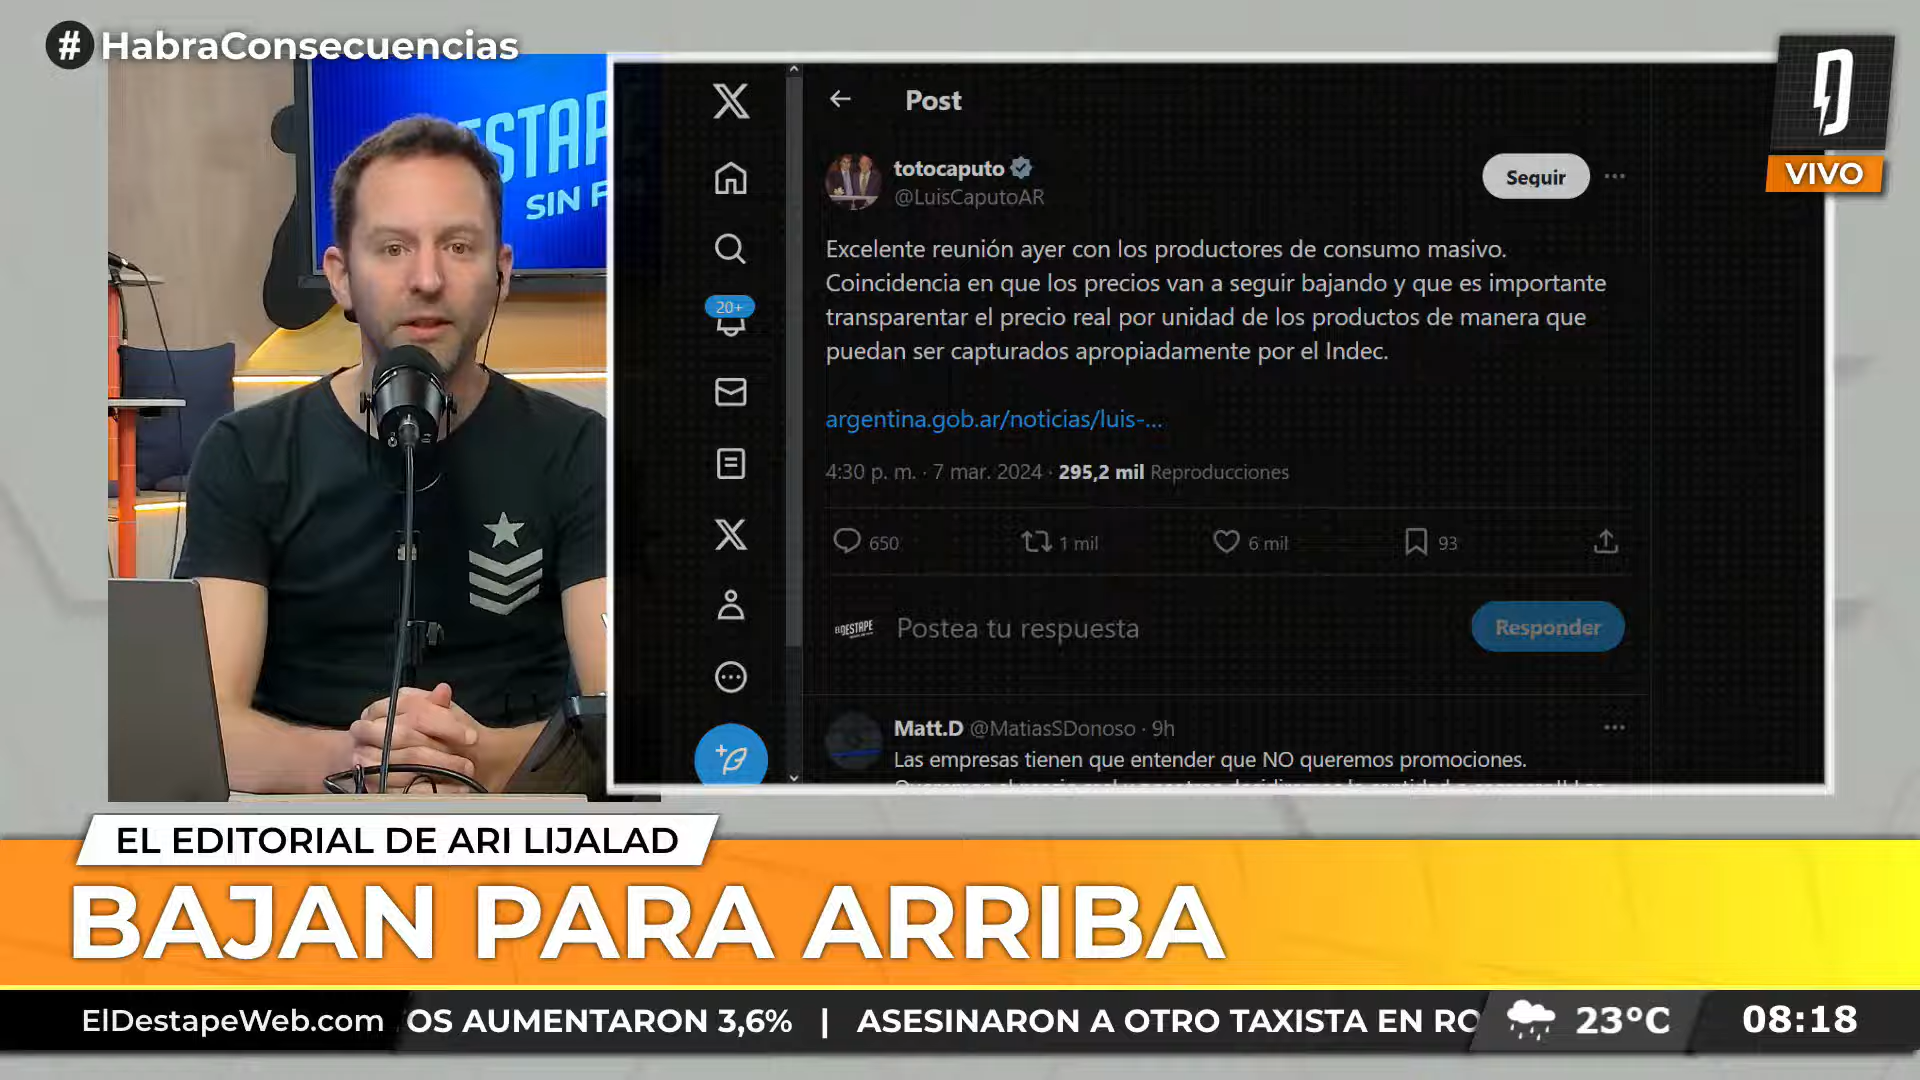 # HabraConsecuencias
ESTAP
SIN F
VIVO
Post
totocaputo
@LuisCaputoAR
Seguir
Excelente reunión ayer con los productores de consumo masivo.
Coincidencia en que los precios van a seguir bajando y que es importante
transparentar el precio real por unidad de los productos de manera que
puedan ser capturados apropiadamente por el Indec.
argentina.gob.ar/noticias/luis-...
4:30 p. m. · 7 mar. 2024 · 295,2 mil Reproducciones
650 1 mil 6 mil 93
20+
EL DESTAPE
Postea tu respuesta
Responder
Matt.D @MatiasSDonoso · 9h
Las empresas tienen que entender que NO queremos promociones.
EL EDITORIAL DE ARI LIJALAD
BAJAN PARA ARRIBA
ElDestapeWeb.com
OS AUMENTARON 3,6% | ASESINARON A OTRO TAXISTA EN RO
23°C
08:18